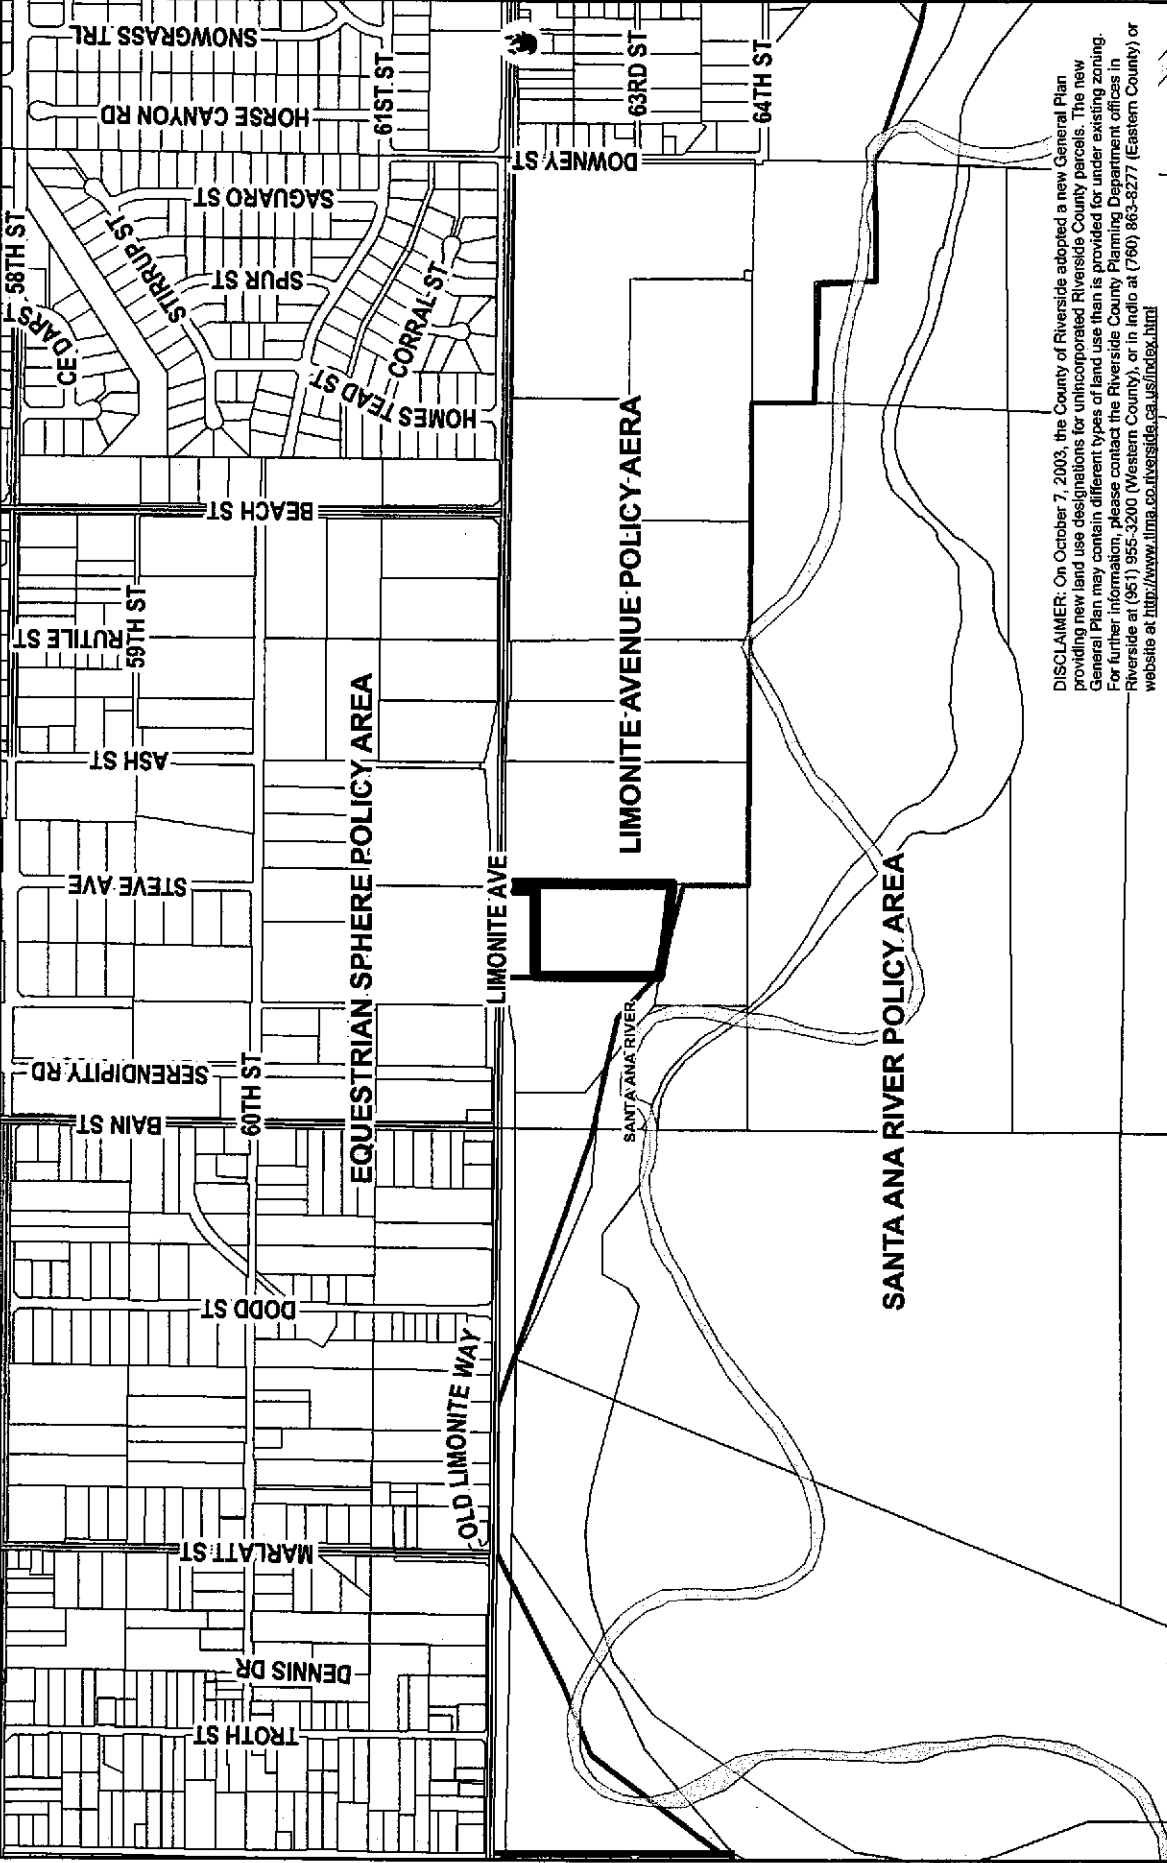 SNOWGRASS TRL
HORSE CANYON RD
61ST ST
63RD ST
64TH ST
DOWNEY ST
58TH ST
SAGUARO ST
STIRRUP ST
SPUR ST
CEDAR ST
CORRAL ST
HOMESTEAD ST
BEACH ST
RUTILE ST
59TH ST
ASH ST
STEVE AVE
EQUESTRIAN SPHERE POLICY AREA
LIMONITE AVENUE POLICY AERA
LIMONITE AVE
SERENDIPITY RD
BAIN ST
60TH ST
SANTA ANA RIVER
SANTA ANA RIVER POLICY AREA
DODD ST
OLD LIMONITE WAY
MARLATT ST
DENNIS DR
TROTH ST
DISCLAIMER: On October 7, 2003, the County of Riverside adopted a new General Plan
providing new land use designations for unincorporated Riverside County parcels. The new
General Plan may contain different types of land use than is provided for under existing zoning.
For further information, please contact the Riverside County Planning Department offices in
Riverside at (951) 955-3200 (Western County), or in Indio at (760) 863-8277 (Eastern County) or
website at http://www.tlma.co.riverside.ca.us/index.html